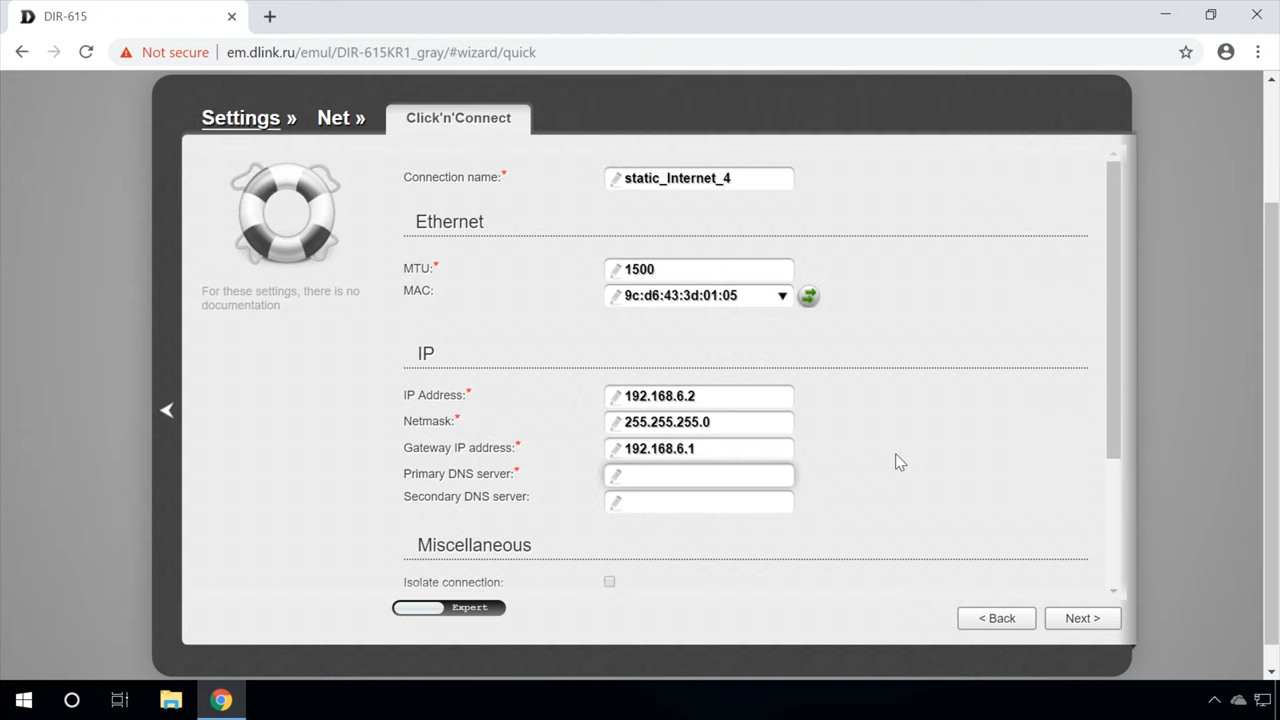 DIR-615
Not secure
em.dlink.ru/emul/DIR-615KR1_gray/#wizard/quick
Settings » Net » Click'n'Connect
For these settings, there is no
documentation
Connection name:* static_Internet_4
Ethernet
MTU:* 1500
MAC: 9c:d6:43:3d:01:05
IP
IP Address:* 192.168.6.2
Netmask:* 255.255.255.0
Gateway IP address:* 192.168.6.1
Primary DNS server:*
Secondary DNS server:
Miscellaneous
Isolate connection:
Expert
< Back Next >